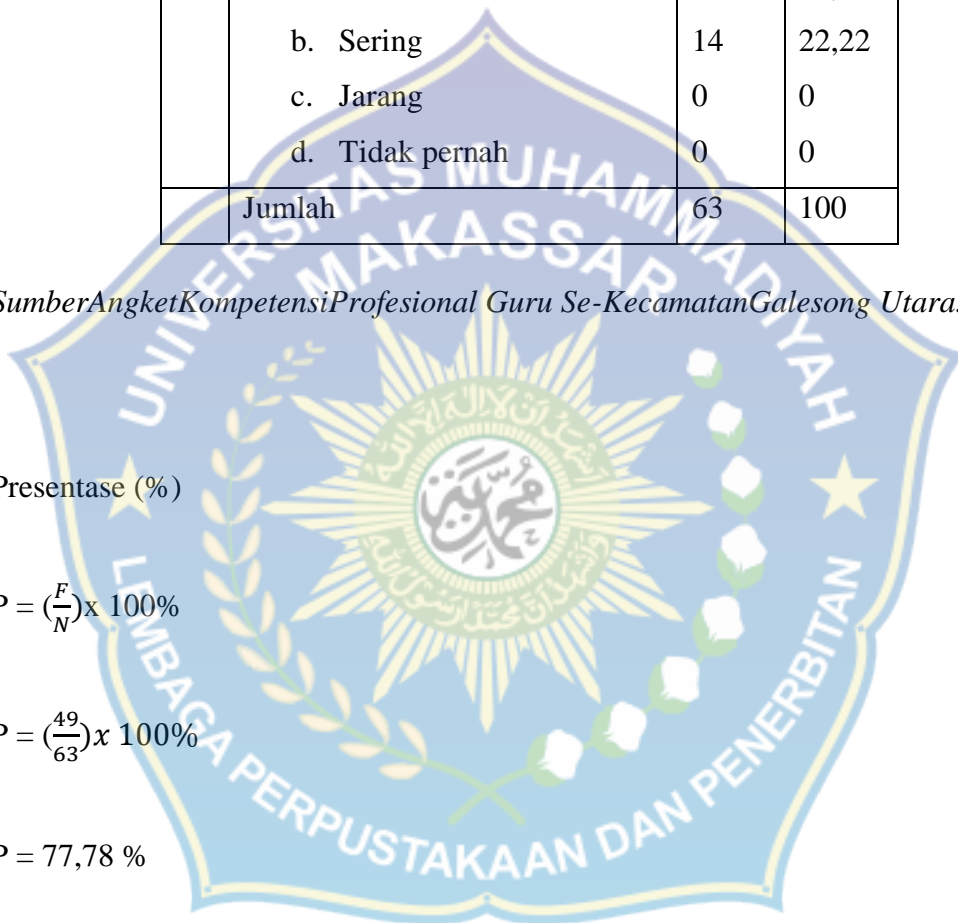 b. Sering 14 22,22
c. Jarang 0 0
d. Tidak pernah 0 0
Jumlah 63 100
SumberAngketKompetensiProfesional Guru Se-KecamatanGalesong Utara
Presentase (%)
P = (F/N)x 100%
P = (49/63)x 100%
P = 77,78 %
UNIVERSITAS MUHAMMADIYAH
MAKASSAR
LEMBAGA PERPUSTAKAAN DAN PENERBITAN
محمد